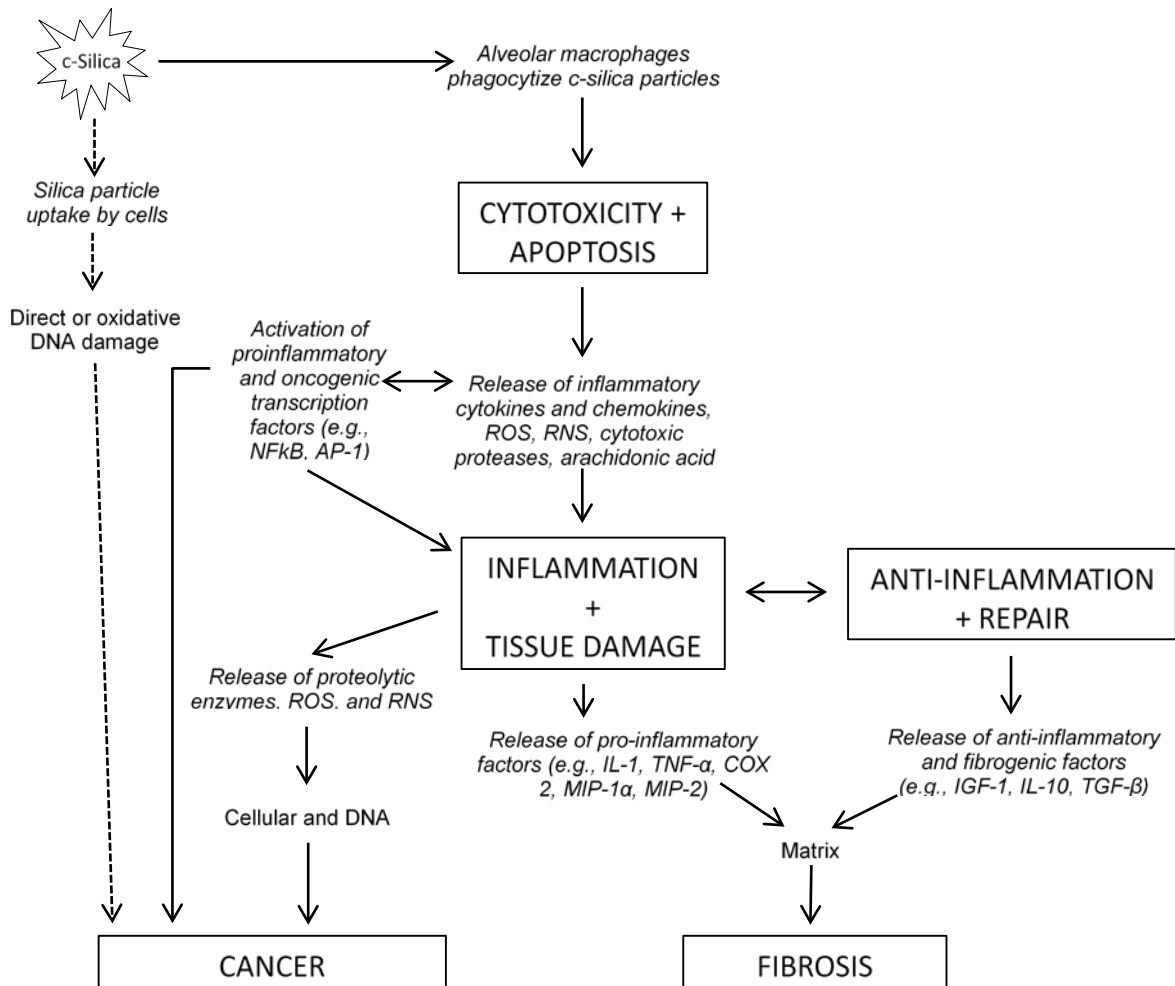 c-Silica
Alveolar macrophages
phagocytize c-silica particles
Silica particle
uptake by cells
CYTOTOXICITY +
APOPTOSIS
Direct or oxidative
DNA damage
Activation of
proinflammatory
and oncogenic
transcription
factors (e.g.,
NFkB. AP-1)
Release of inflammatory
cytokines and chemokines,
ROS, RNS, cytotoxic
proteases, arachidonic acid
INFLAMMATION
+
TISSUE DAMAGE
ANTI-INFLAMMATION
+ REPAIR
Release of proteolytic
enzymes. ROS. and RNS
Release of pro-inflammatory
factors (e.g., IL-1, TNF-α, COX
2, MIP-1α, MIP-2)
Release of anti-inflammatory
and fibrogenic factors
(e.g., IGF-1, IL-10, TGF-β)
Cellular and DNA
Matrix
CANCER
FIBROSIS